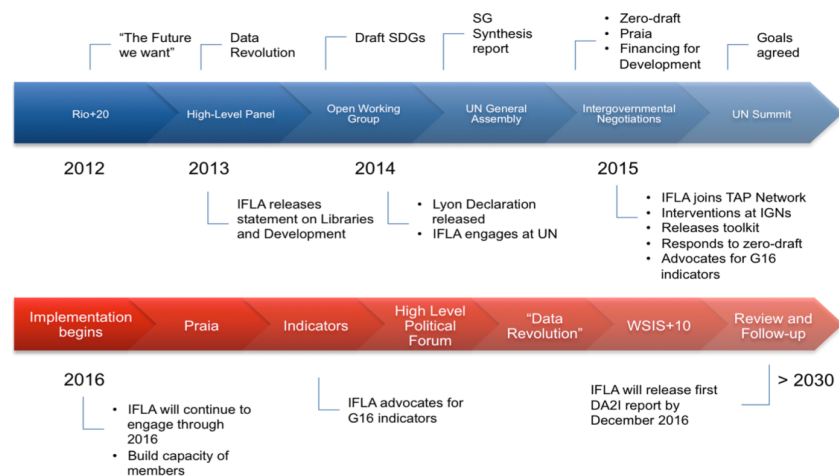 “The Future
we want”
Data
Revolution
Draft SDGs
SG
Synthesis
report
• Zero-draft
• Praia
• Financing for
Development
Goals
agreed
Rio+20
High-Level Panel
Open Working
Group
UN General
Assembly
Intergovernmental
Negotiations
UN Summit
2012
2013
2014
2015
IFLA releases
statement on Libraries
and Development
• Lyon Declaration
released
• IFLA engages at UN
• IFLA joins TAP Network
• Interventions at IGNs
• Releases toolkit
• Responds to zero-draft
• Advocates for G16
indicators
Implementation
begins
Praia
Indicators
High Level
Political
Forum
“Data
Revolution”
WSIS+10
Review and
Follow-up
2016
> 2030
• IFLA will continue to
engage through
2016
• Build capacity of
members
IFLA advocates for
G16 indicators
IFLA will release first
DA2I report by
December 2016